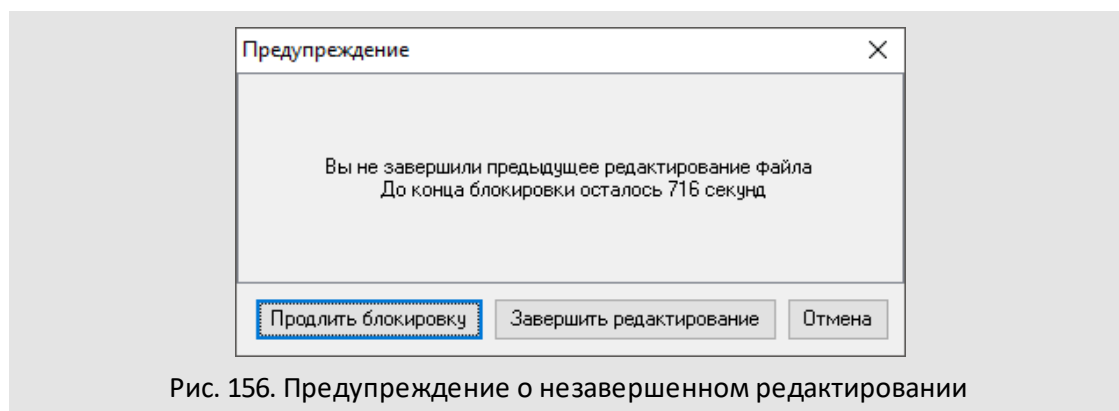 Предупреждение
Вы не завершили предыдущее редактирование файла
До конца блокировки осталось 716 секунд
Продлить блокировку Завершить редактирование Отмена
Рис. 156. Предупреждение о незавершенном редактировании